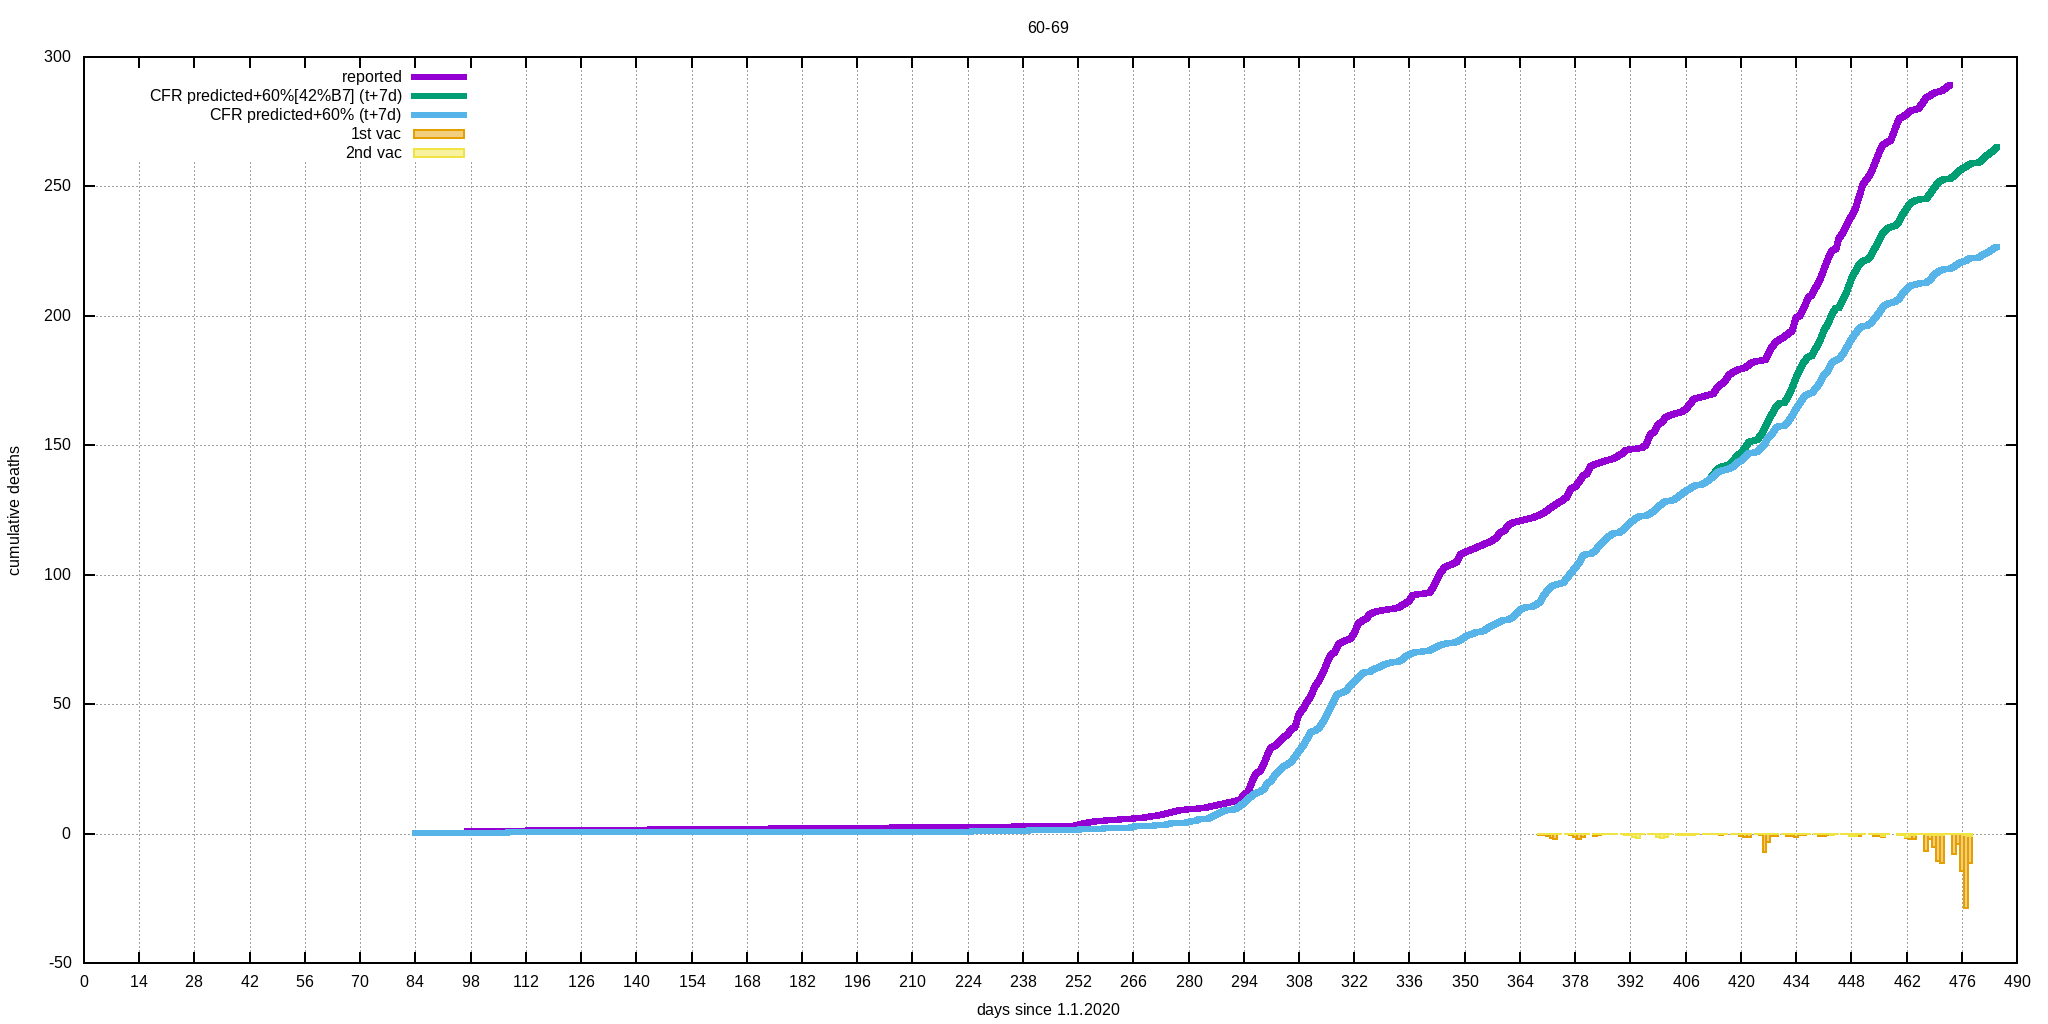 60-69
300
250
200
150
100
50
0
-50
cumulative deaths
reported
CFR predicted+60%[42%B7] (t+7d)
CFR predicted+60% (t+7d)
1st vac
2nd vac
0 14 28 42 56 70 84 98 112 126 140 154 168 182 196 210 224 238 252 266 280 294 308 322 336 350 364 378 392 406 420 434 448 462 476 490
days since 1.1.2020